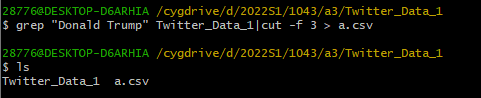 28776@DESKTOP-D6ARHIA /cygdrive/d/2022S1/1043/a3/Twitter_Data_1
$ grep "Donald Trump" Twitter_Data_1|cut -f 3 > a.csv
28776@DESKTOP-D6ARHIA /cygdrive/d/2022S1/1043/a3/Twitter_Data_1
$ ls
Twitter_Data_1  a.csv